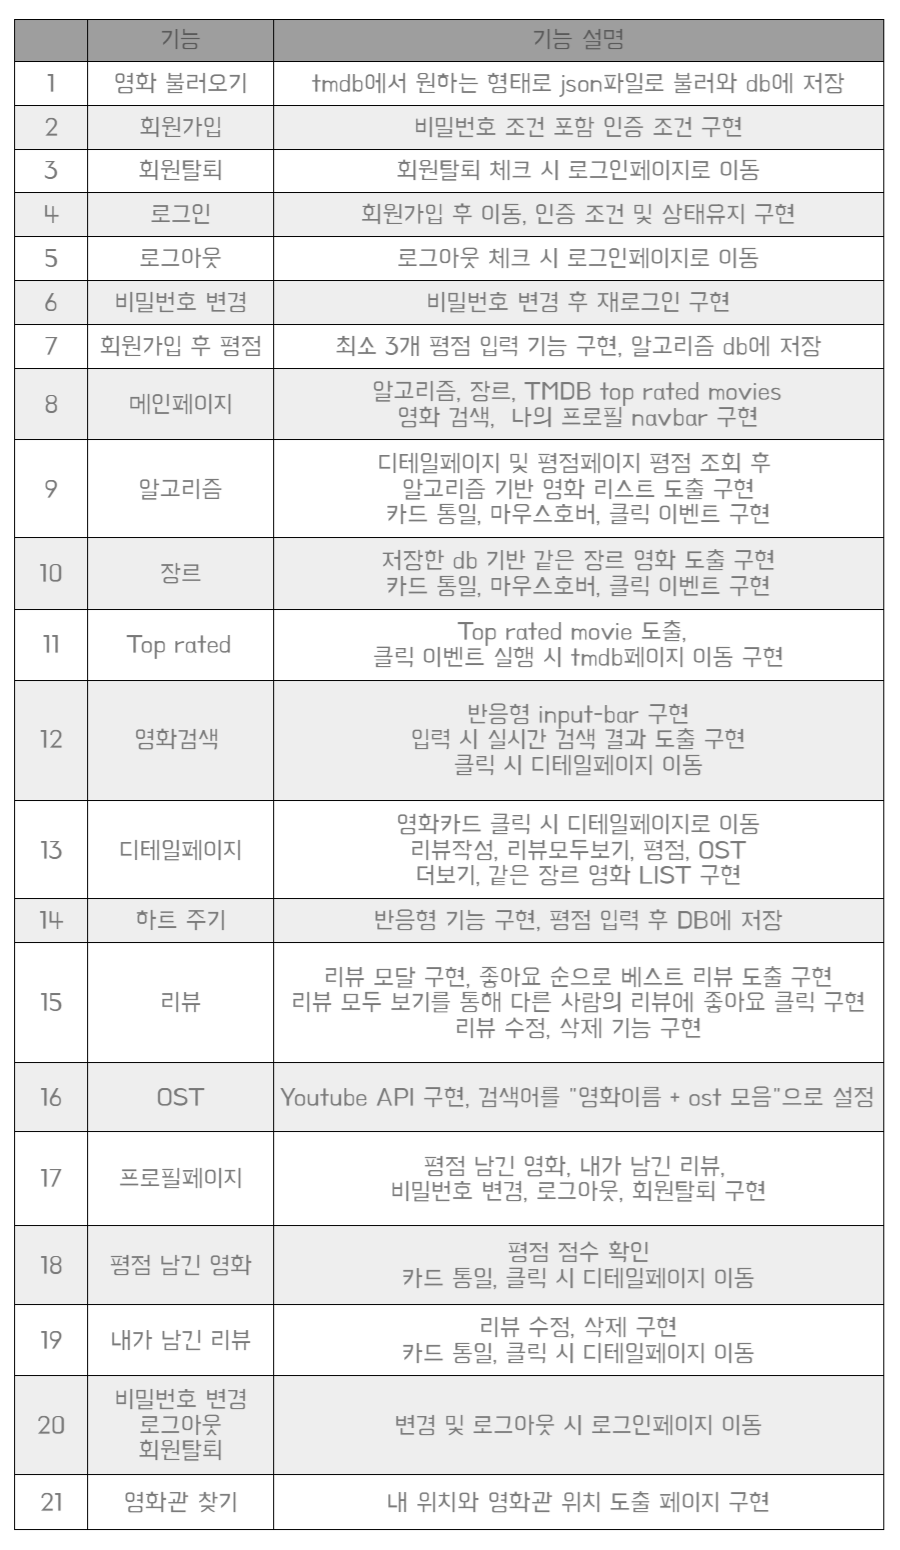 기능 기능 설명
1 영화 불러오기 tmdb에서 원하는 형태로 json파일로 불러와 db에 저장
2 회원가입 비밀번호 조건 포함 인증 조건 구현
3 회원탈퇴 회원탈퇴 체크 시 로그인페이지로 이동
4 로그인 회원가입 후 이동, 인증 조건 및 상태유지 구현
5 로그아웃 로그아웃 체크 시 로그인페이지로 이동
6 비밀번호 변경 비밀번호 변경 후 재로그인 구현
7 회원가입 후 평점 최소 3개 평점 입력 기능 구현, 알고리즘 db에 저장
8 메인페이지 알고리즘, 장르, TMDB top rated movies
영화 검색, 나의 프로필 navbar 구현
9 알고리즘 디테일페이지 및 평점페이지 평점 조회 후
알고리즘 기반 영화 리스트 도출 구현
카드 통일, 마우스호버, 클릭 이벤트 구현
10 장르 저장한 db 기반 같은 장르 영화 도출 구현
카드 통일, 마우스호버, 클릭 이벤트 구현
11 Top rated Top rated movie 도출,
클릭 이벤트 실행 시 tmdb페이지 이동 구현
12 영화검색 반응형 input-bar 구현
입력 시 실시간 검색 결과 도출 구현
클릭 시 디테일페이지 이동
13 디테일페이지 영화카드 클릭 시 디테일페이지로 이동
리뷰작성, 리뷰모두보기, 평점, OST
더보기, 같은 장르 영화 LIST 구현
14 하트 주기 반응형 기능 구현, 평점 입력 후 DB에 저장
15 리뷰 리뷰 모달 구현, 좋아요 순으로 베스트 리뷰 도출 구현
리뷰 모두 보기를 통해 다른 사람의 리뷰에 좋아요 클릭 구현
리뷰 수정, 삭제 기능 구현
16 OST Youtube API 구현, 검색어를 "영화이름 + ost 모음"으로 설정
17 프로필페이지 평점 남긴 영화, 내가 남긴 리뷰,
비밀번호 변경, 로그아웃, 회원탈퇴 구현
18 평점 남긴 영화 평점 점수 확인
카드 통일, 클릭 시 디테일페이지 이동
19 내가 남긴 리뷰 리뷰 수정, 삭제 구현
카드 통일, 클릭 시 디테일페이지 이동
20 비밀번호 변경
로그아웃
회원탈퇴
변경 및 로그아웃 시 로그인페이지 이동
21 영화관 찾기 내 위치와 영화관 위치 도출 페이지 구현